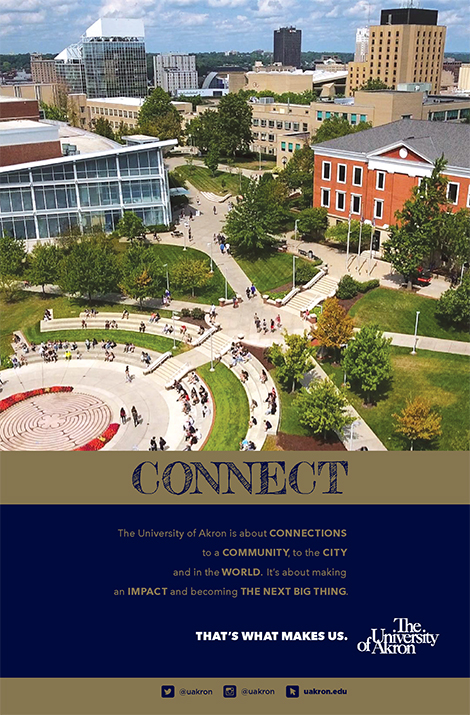 CONNECT
The University of Akron is about CONNECTIONS
to a COMMUNITY, to the CITY
and in the WORLD. It's about making
an IMPACT and becoming THE NEXT BIG THING.
THAT'S WHAT MAKES US.
The
University
of Akron
@uakron @uakron uakron.edu